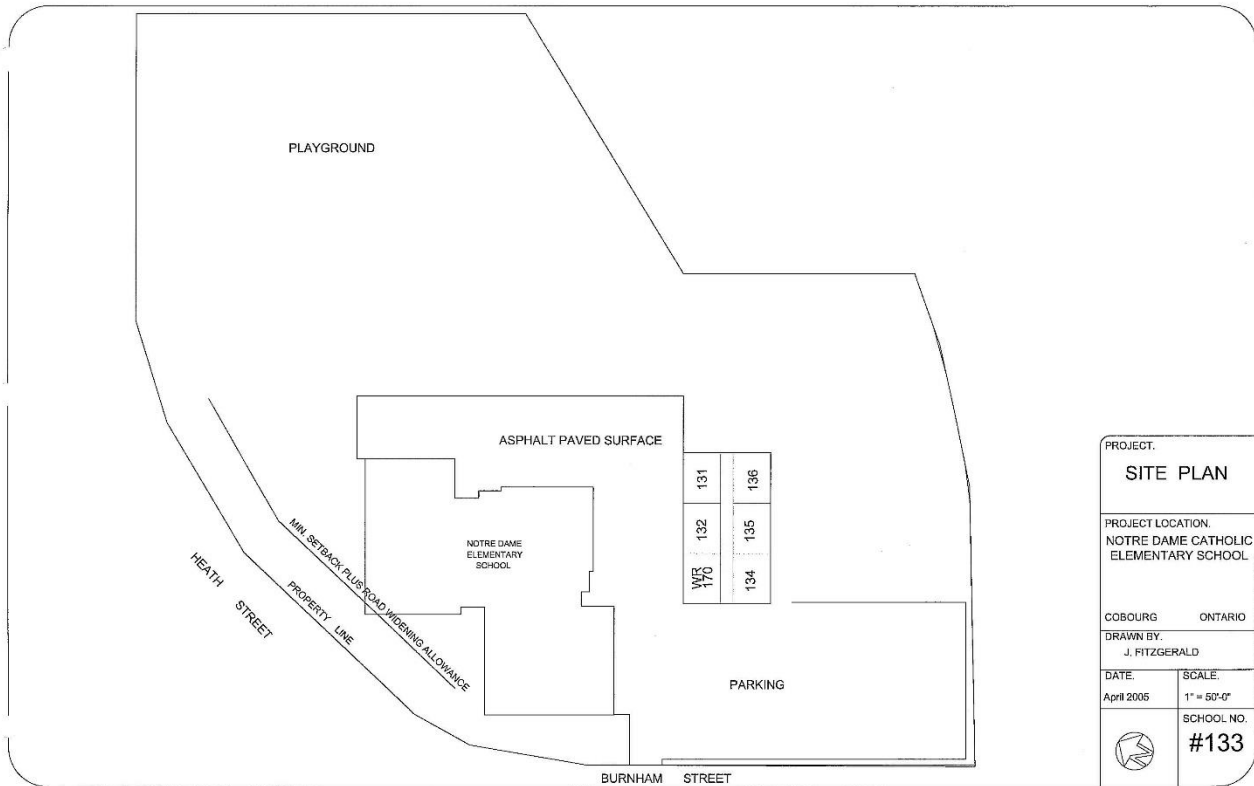 PLAYGROUND
ASPHALT PAVED SURFACE
131
136
132
135
WR
170
134
NOTRE DAME
ELEMENTARY
SCHOOL
MIN. SETBACK PLUS ROAD WIDENING ALLOWANCE
PROPERTY LINE
HEATH STREET
PARKING
BURNHAM STREET
PROJECT.
SITE PLAN
PROJECT LOCATION.
NOTRE DAME CATHOLIC
ELEMENTARY SCHOOL
COBOURG ONTARIO
DRAWN BY.
J. FITZGERALD
DATE. SCALE.
April 2005 1" = 50'-0"
SCHOOL NO.
#133